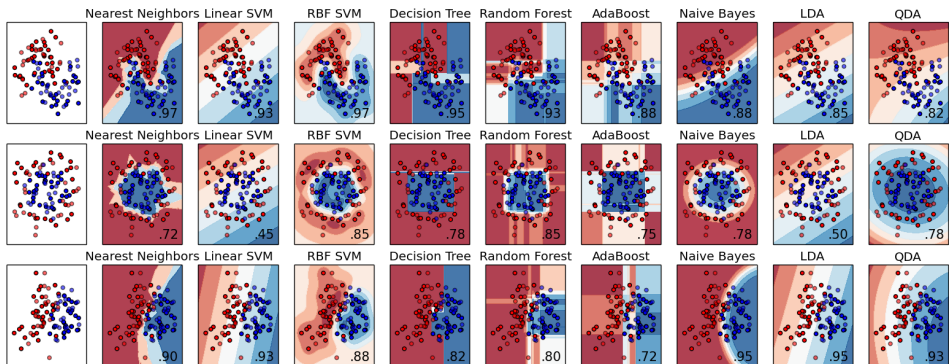 Nearest Neighbors Linear SVM RBF SVM Decision Tree Random Forest AdaBoost Naive Bayes LDA QDA
.97 .93 .97 .95 .93 .88 .88 .85 .82
Nearest Neighbors Linear SVM RBF SVM Decision Tree Random Forest AdaBoost Naive Bayes LDA QDA
.72 .45 .85 .78 .85 .75 .78 .50 .78
Nearest Neighbors Linear SVM RBF SVM Decision Tree Random Forest AdaBoost Naive Bayes LDA QDA
.90 .93 .88 .82 .80 .72 .95 .95 .93